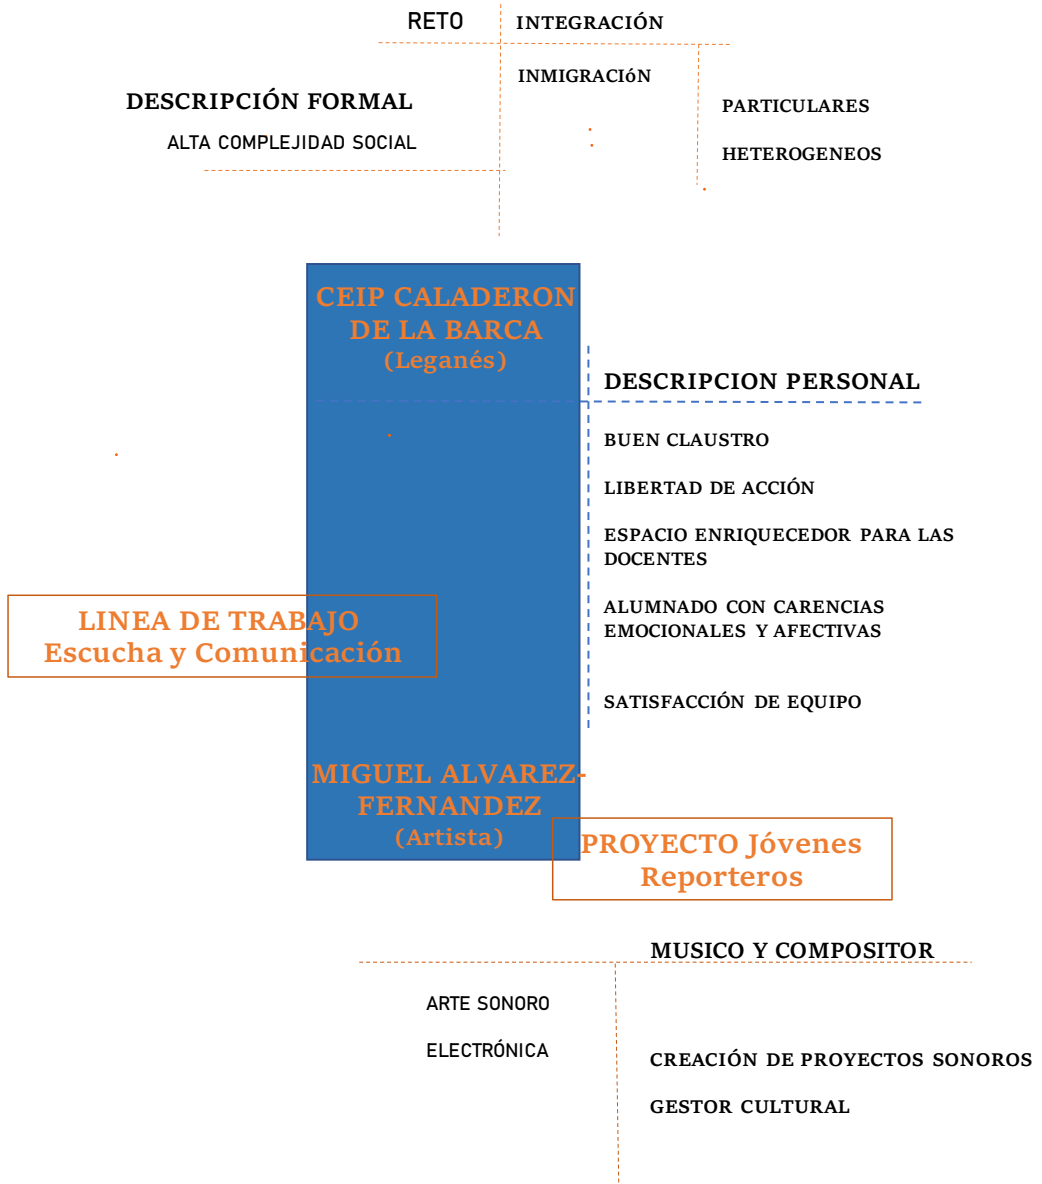 RETO
INTEGRACIÓN
INMIGRACIóN
DESCRIPCIÓN FORMAL
ALTA COMPLEJIDAD SOCIAL
PARTICULARES
HETEROGENEOS
CEIP CALADERON
DE LA BARCA
(Leganés)
DESCRIPCION PERSONAL
BUEN CLAUSTRO
LIBERTAD DE ACCIÓN
ESPACIO ENRIQUECEDOR PARA LAS
DOCENTES
ALUMNADO CON CARENCIAS
EMOCIONALES Y AFECTIVAS
SATISFACCIÓN DE EQUIPO
LINEA DE TRABAJO
Escucha y Comunicación
MIGUEL ALVAREZ-
FERNANDEZ
(Artista)
PROYECTO Jóvenes
Reporteros
MUSICO Y COMPOSITOR
ARTE SONORO
ELECTRÓNICA
CREACIÓN DE PROYECTOS SONOROS
GESTOR CULTURAL